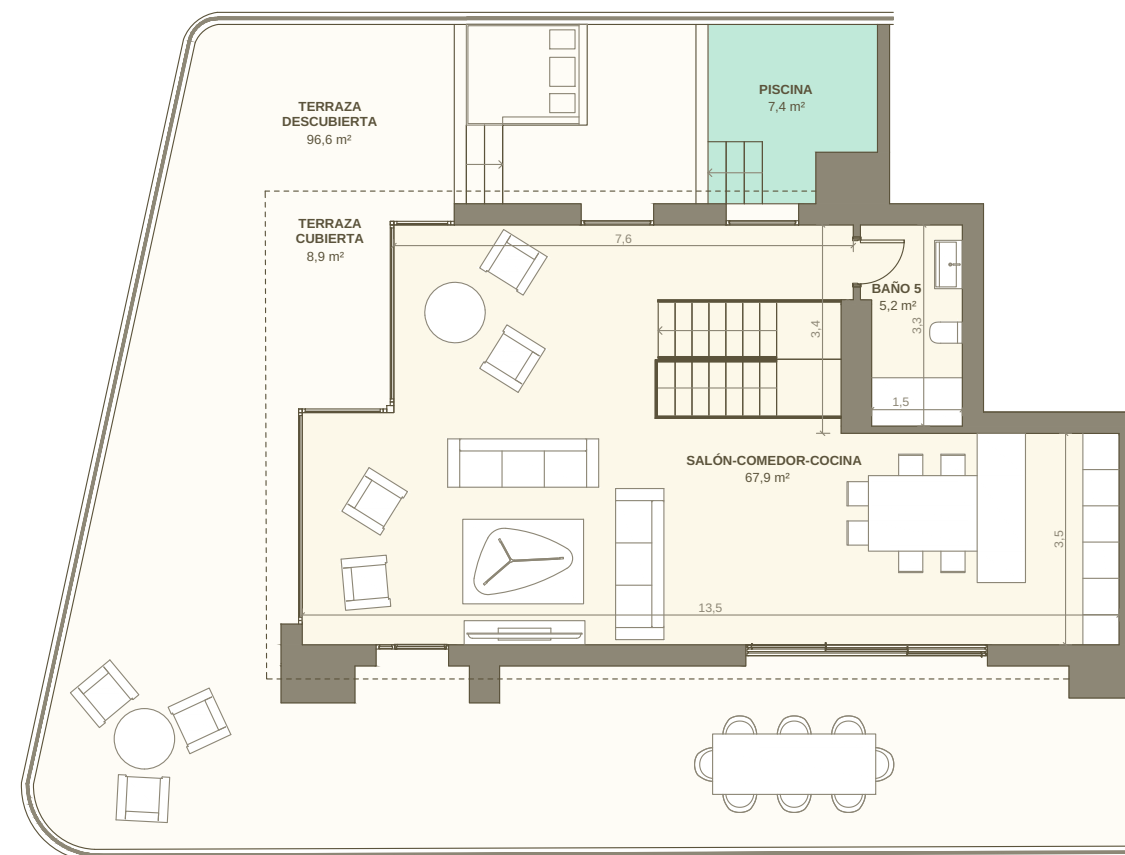 PISCINA
7,4 m²
TERRAZA
DESCUBIERTA
96,6 m²
TERRAZA
CUBIERTA
8,9 m²
7,6
BAÑO 5
5,2 m²
3,4
3,3
1,5
SALÓN-COMEDOR-COCINA
67,9 m²
3,5
13,5